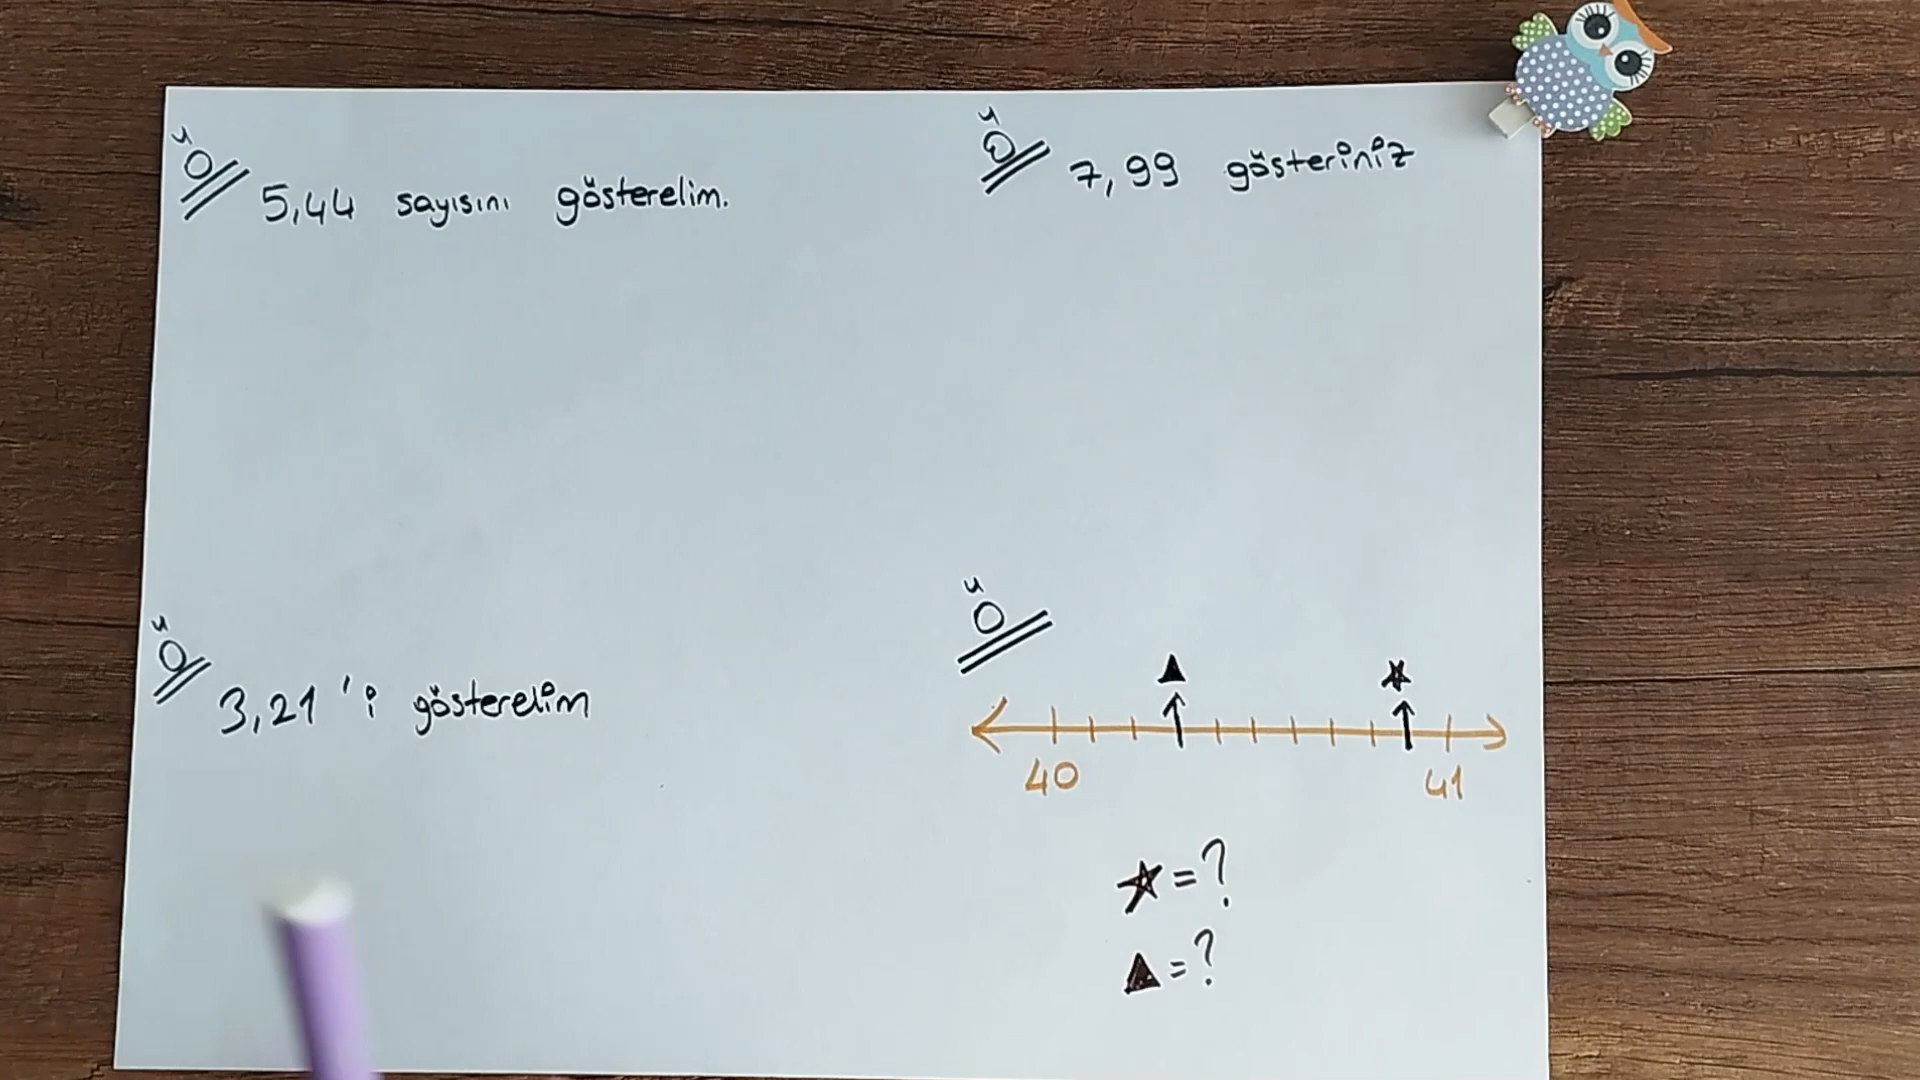 Ö 5,44 sayısını gösterelim.
Ö 7,99 gösteriniz
Ö 3,21'i gösterelim
Ö
▲ ★
40 41
★=?
▲=?